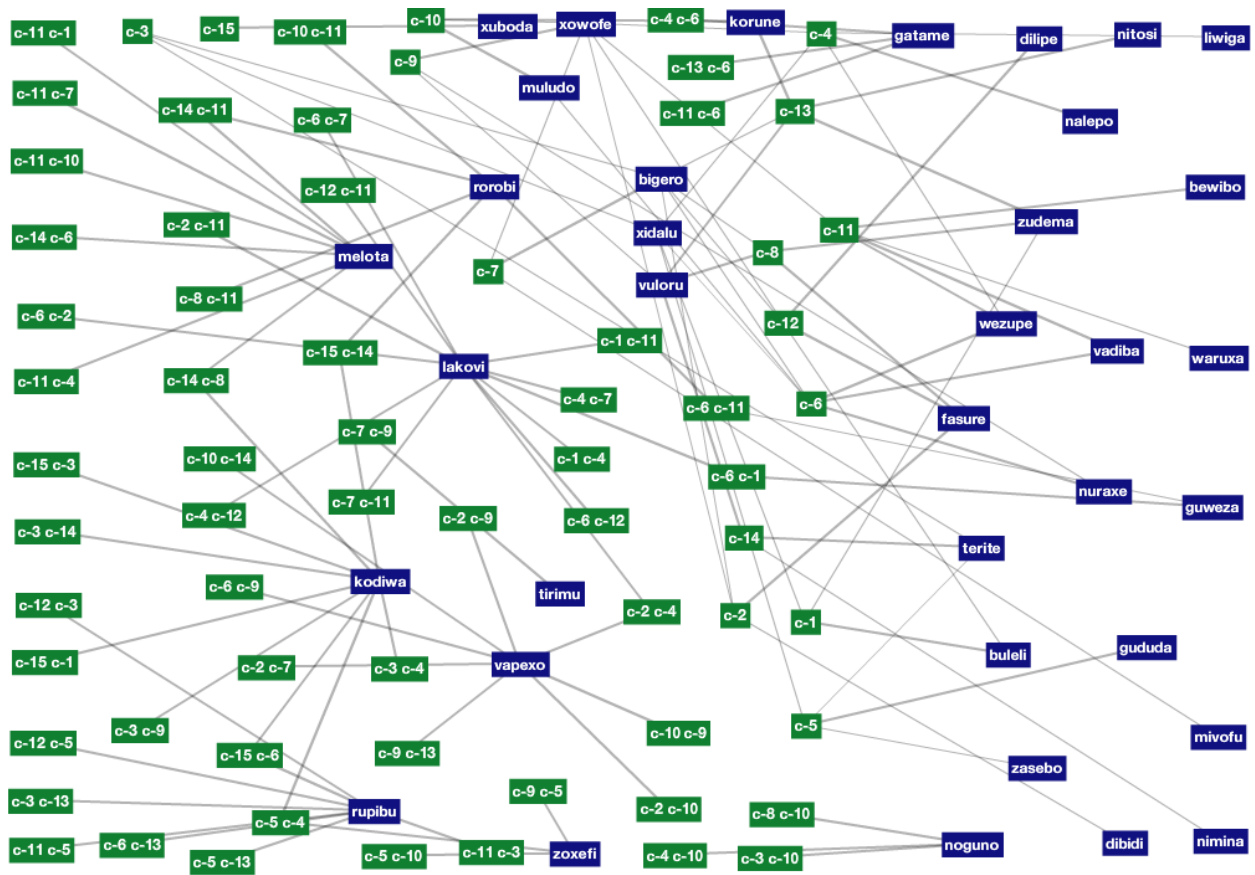 c-11 c-1
c-3
c-15
c-10 c-11
c-10
xuboda
xowofe
c-4 c-6
korune
c-4
gatame
dilipe
nitosi
liwiga
c-9
c-13 c-6
muludo
c-11 c-7
c-14 c-11
c-6 c-7
c-11 c-6
c-13
nalepo
c-11 c-10
c-12 c-11
rorobi
bigero
bewibo
c-2 c-11
c-14 c-6
melota
xidalu
c-11
zudema
c-8
c-7
vuloru
c-8 c-11
c-6 c-2
c-12
wezupe
c-15 c-14
c-1 c-11
vadiba
waruxa
lakovi
c-11 c-4
c-14 c-8
c-4 c-7
c-6 c-11
c-6
fasure
c-7 c-9
c-15 c-3
c-10 c-14
c-1 c-4
c-6 c-1
nuraxe
guweza
c-7 c-11
c-4 c-12
c-2 c-9
c-6 c-12
c-3 c-14
c-14
terite
kodiwa
c-6 c-9
tirimu
c-12 c-3
c-2 c-4
c-2
c-1
c-15 c-1
c-2 c-7
c-3 c-4
vapexo
buleli
gududa
c-3 c-9
c-10 c-9
c-5
mivofu
c-12 c-5
c-15 c-6
c-9 c-13
zasebo
c-3 c-13
rupibu
c-9 c-5
c-2 c-10
c-8 c-10
c-5 c-4
c-11 c-5
c-6 c-13
c-5 c-13
c-5 c-10
c-11 c-3
zoxefi
c-4 c-10
c-3 c-10
noguno
dibidi
nimina